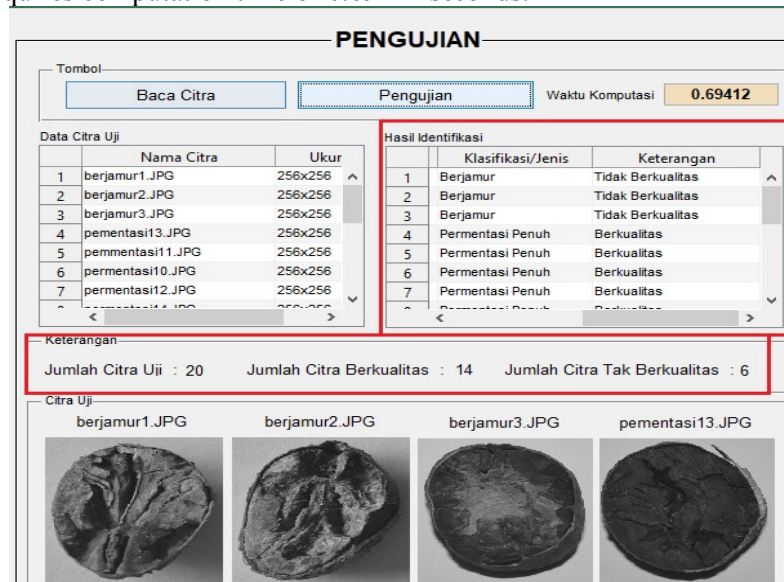 PENGUJIAN
Tombol
Baca Citra Pengujian Waktu Komputasi 0.69412
Data Citra Uji
Nama Citra Ukur
1 berjamur1.JPG 256x256
2 berjamur2.JPG 256x256
3 berjamur3.JPG 256x256
4 pementasi13.JPG 256x256
5 pemmentasi11.JPG 256x256
6 permentasi10.JPG 256x256
7 permentasi12.JPG 256x256
Hasil Identifikasi
Klasifikasi/Jenis Keterangan
1 Berjamur Tidak Berkualitas
2 Berjamur Tidak Berkualitas
3 Berjamur Tidak Berkualitas
4 Permentasi Penuh Berkualitas
5 Permentasi Penuh Berkualitas
6 Permentasi Penuh Berkualitas
7 Permentasi Penuh Berkualitas
Keterangan
Jumlah Citra Uji : 20 Jumlah Citra Berkualitas : 14 Jumlah Citra Tak Berkualitas : 6
Citra Uji
berjamur1.JPG berjamur2.JPG berjamur3.JPG pementasi13.JPG